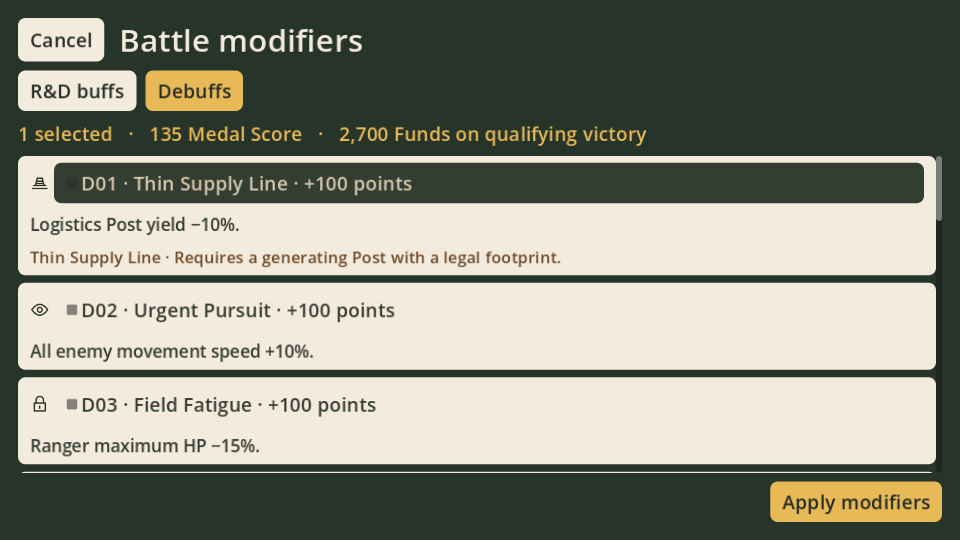 Cancel Battle modifiers
R&D buffs Debuffs
1 selected · 135 Medal Score · 2,700 Funds on qualifying victory
D01 · Thin Supply Line · +100 points
Logistics Post yield −10%.
Thin Supply Line · Requires a generating Post with a legal footprint.
D02 · Urgent Pursuit · +100 points
All enemy movement speed +10%.
D03 · Field Fatigue · +100 points
Ranger maximum HP −15%.
Apply modifiers